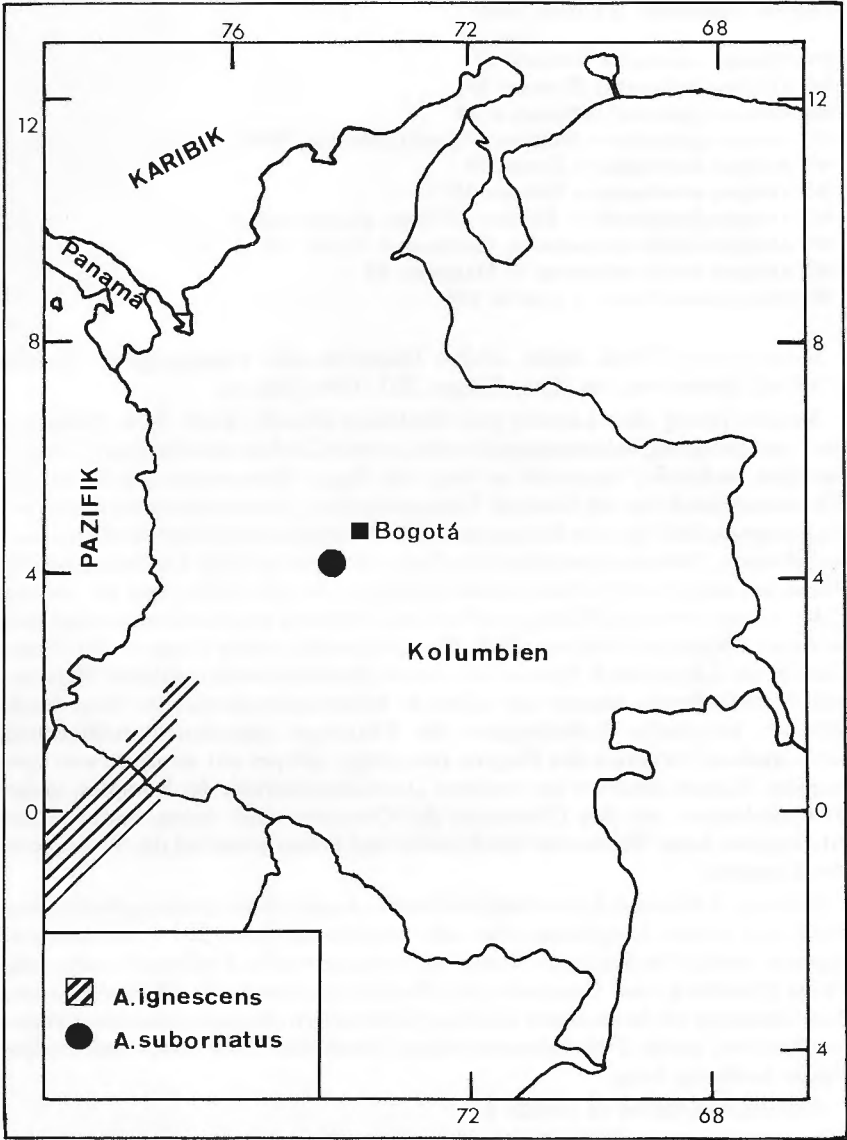 76 72 68
12 12
KARIBIK
Panamá
8 8
PAZIFIK
Bogotá
4 4
Kolumbien
0 0
A.ignescens
A.subornatus
4
72 68